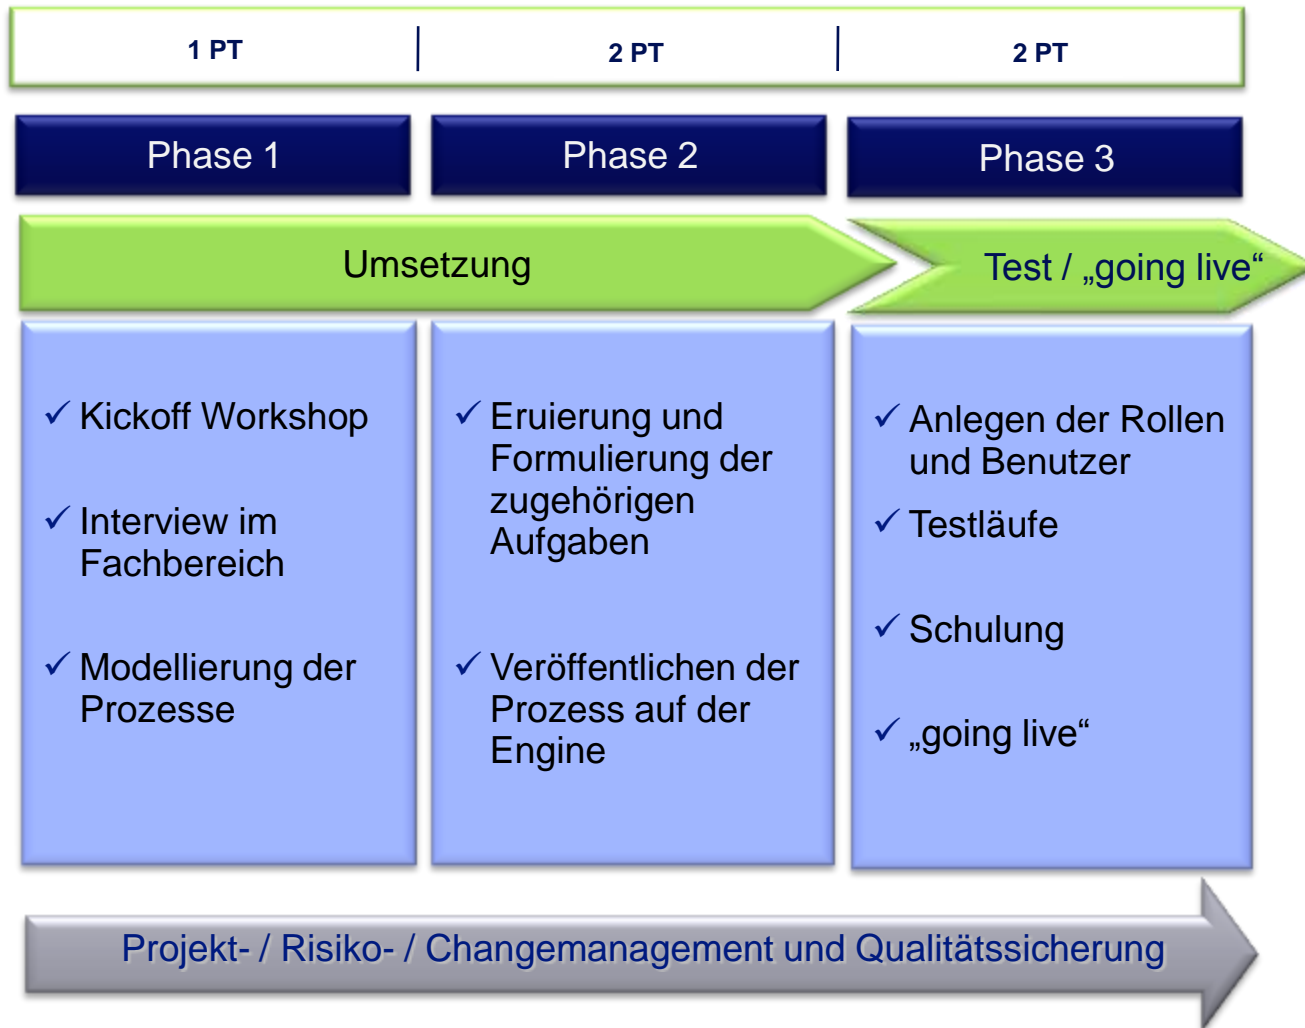 1 PT
2 PT
2 PT
Phase 1
Phase 2
Phase 3
Umsetzung
Test / „going live“
✓ Kickoff Workshop
✓ Interview im
Fachbereich
✓ Modellierung der
Prozesse
✓ Eruierung und
Formulierung der
zugehörigen
Aufgaben
✓ Veröffentlichen der
Prozess auf der
Engine
✓ Anlegen der Rollen
und Benutzer
✓ Testläufe
✓ Schulung
✓ „going live“
Projekt- / Risiko- / Changemanagement und Qualitätssicherung